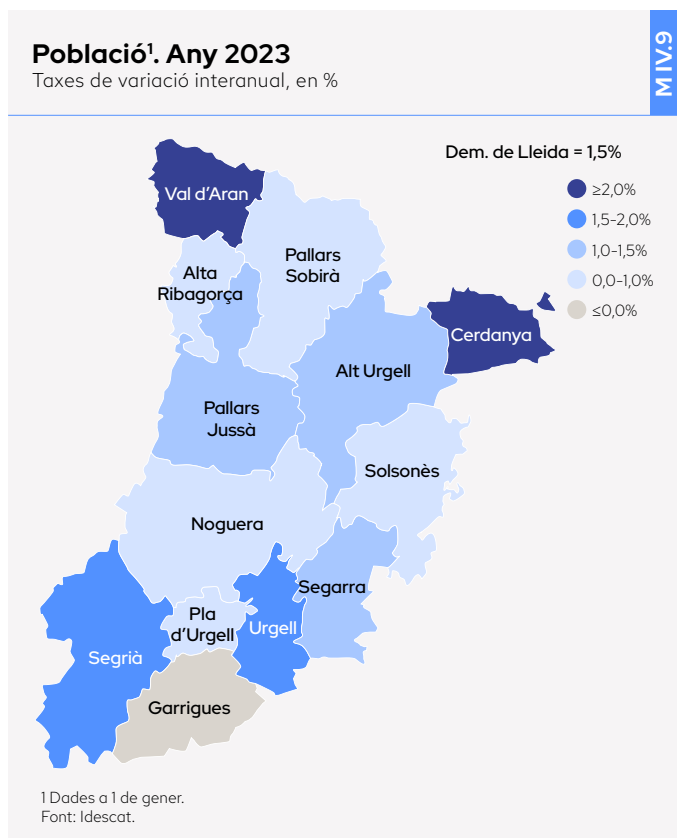 Població¹. Any 2023
Taxes de variació interanual, en %
M IV.9
Dem. de Lleida = 1,5%
≥2,0%
1,5-2,0%
1,0-1,5%
0,0-1,0%
≤0,0%
Val d'Aran
Pallars
Sobirà
Alta
Ribagorça
Cerdanya
Alt Urgell
Pallars
Jussà
Solsonès
Noguera
Segarra
Pla
d'Urgell
Urgell
Segrià
Garrigues
1 Dades a 1 de gener.
Font: Idescat.